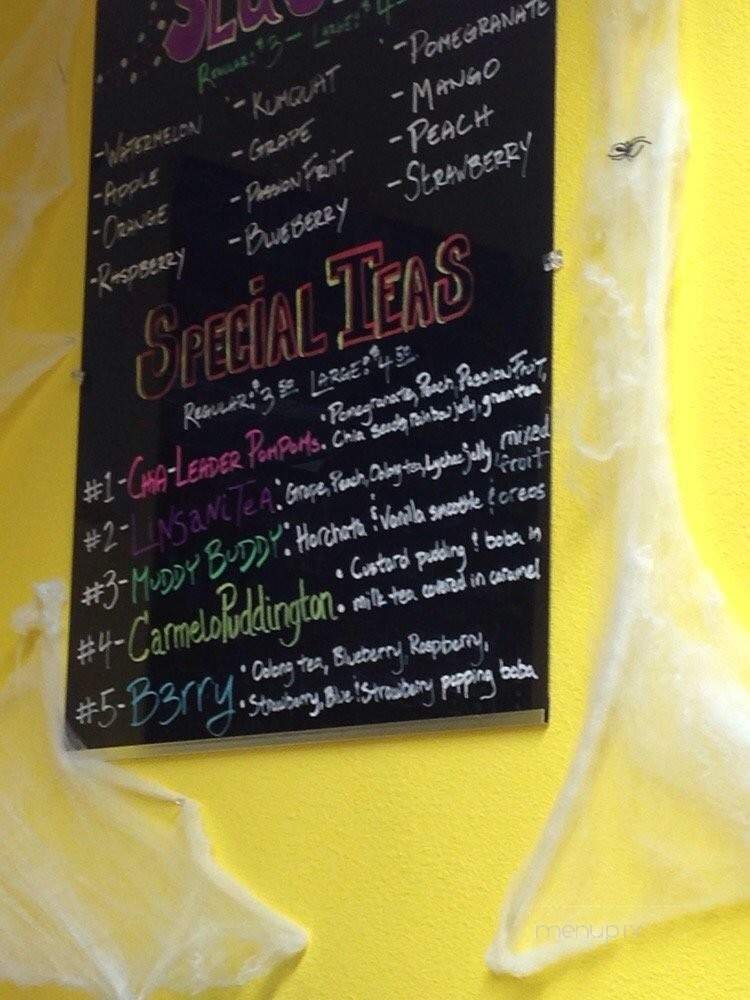 Regular: $3— Large: $4
- Watermelon
- Apple
- Orange
- Raspberry
- Kumquat
- Grape
- Passion Fruit
- Blueberry
- Pomegranate
- Mango
- Peach
- Strawberry
Special Teas
Regular: $3 50 Large: $4 50
#1 - Chia-Leader PomPoms • Pomegranate, Peach, Passion Fruit,
Chia seeds, rainbow jelly, green tea
#2 - LiNsaNiTeA: Grape, Peach, Oolong tea, Lychee jelly, mixed
fruit
#3 - Muddy Buddy: Horchata & Vanilla smoothie & oreos
#4 - CarmeloPuddington • Custard pudding & boba in
• milk tea covered in caramel
#5 - B3rry • Oolong tea, Blueberry, Raspberry,
• Strawberry, Blue & Strawberry popping boba
menupix